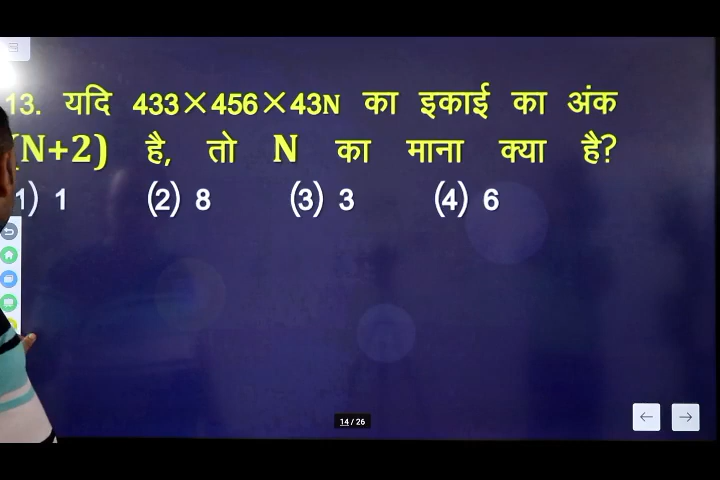 13. यदि 433×456×43N का इकाई का अंक
(N+2) है, तो N का माना क्या है?
(1) 1 (2) 8 (3) 3 (4) 6
14 / 26